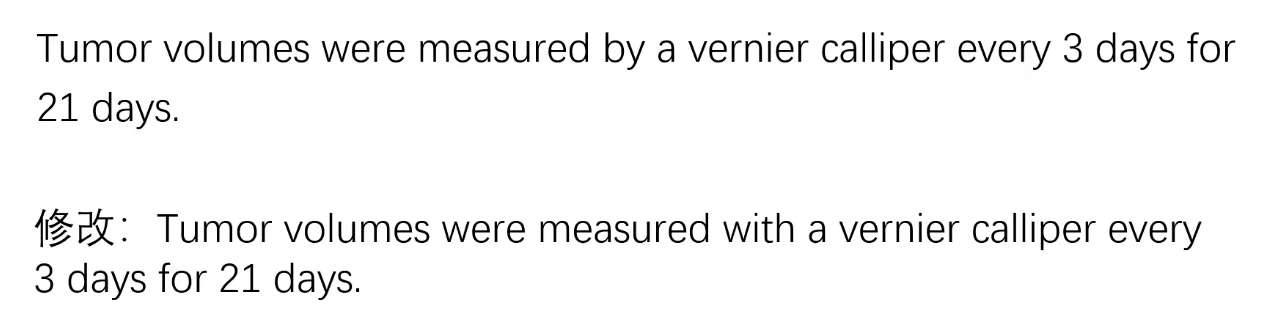 Tumor volumes were measured by a vernier calliper every 3 days for
21 days.
修改：Tumor volumes were measured with a vernier calliper every
3 days for 21 days.